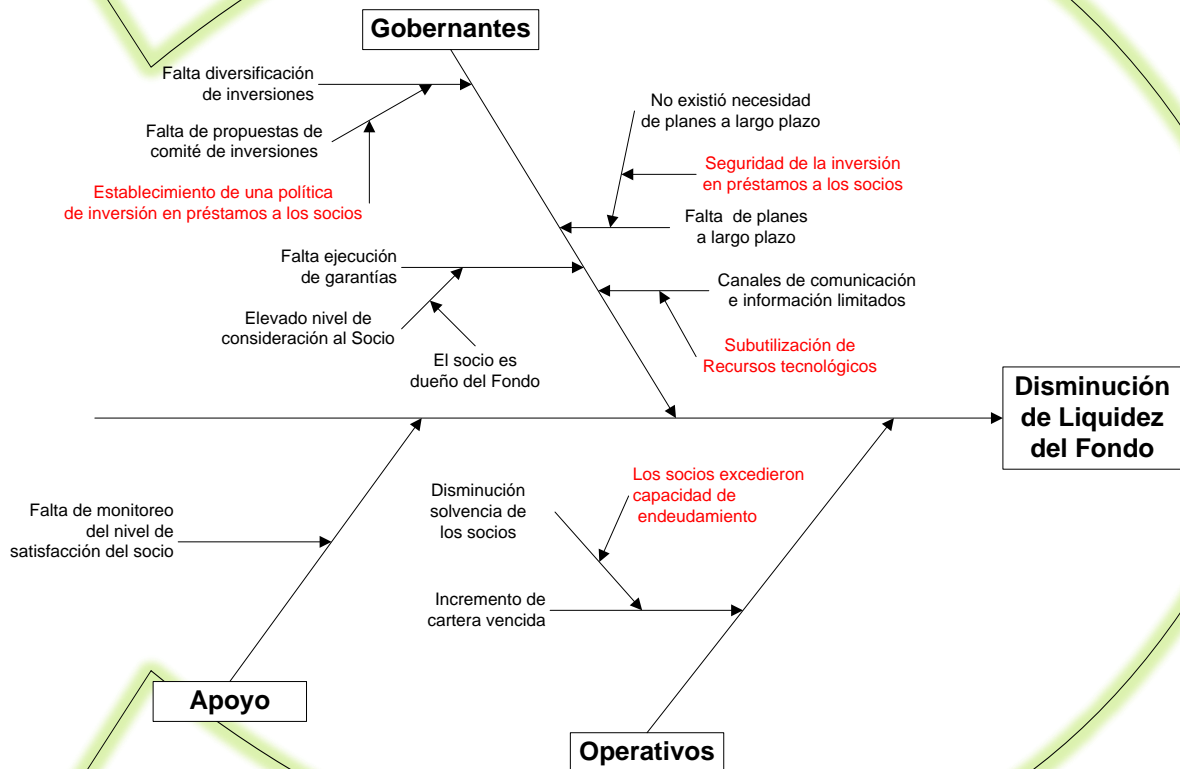 Gobernantes
Falta diversificación
de inversiones
Falta de propuestas de
comité de inversiones
Establecimiento de una política
de inversión en préstamos a los socios
No existió necesidad
de planes a largo plazo
Seguridad de la inversión
en préstamos a los socios
Falta de planes
a largo plazo
Falta ejecución
de garantías
Elevado nivel de
consideración al Socio
El socio es
dueño del Fondo
Canales de comunicación
e información limitados
Subutilización de
Recursos tecnológicos
Disminución
de Liquidez
del Fondo
Falta de monitoreo
del nivel de
satisfacción del socio
Disminución
solvencia de
los socios
Los socios excedieron
capacidad de
endeudamiento
Incremento de
cartera vencida
Apoyo
Operativos